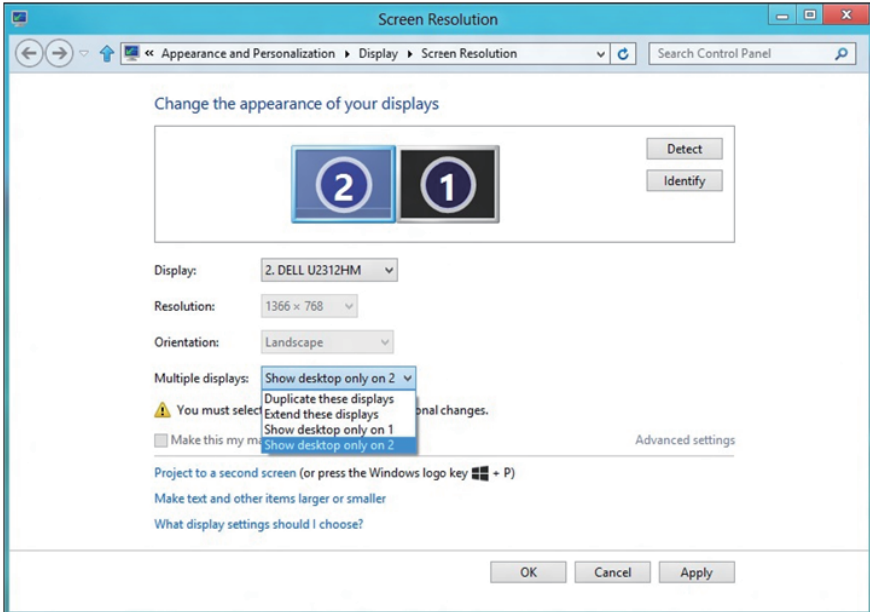 Screen Resolution
« Appearance and Personalization ▸ Display ▸ Screen Resolution
Search Control Panel
Change the appearance of your displays
2 1
Detect
Identify
Display: 2. DELL U2312HM
Resolution: 1366 × 768
Orientation: Landscape
Multiple displays: Show desktop only on 2
Duplicate these displays
You must selec onal changes.
Extend these displays
Show desktop only on 1
Make this my m Advanced settings
Show desktop only on 2
Project to a second screen (or press the Windows logo key + P)
Make text and other items larger or smaller
What display settings should I choose?
OK Cancel Apply